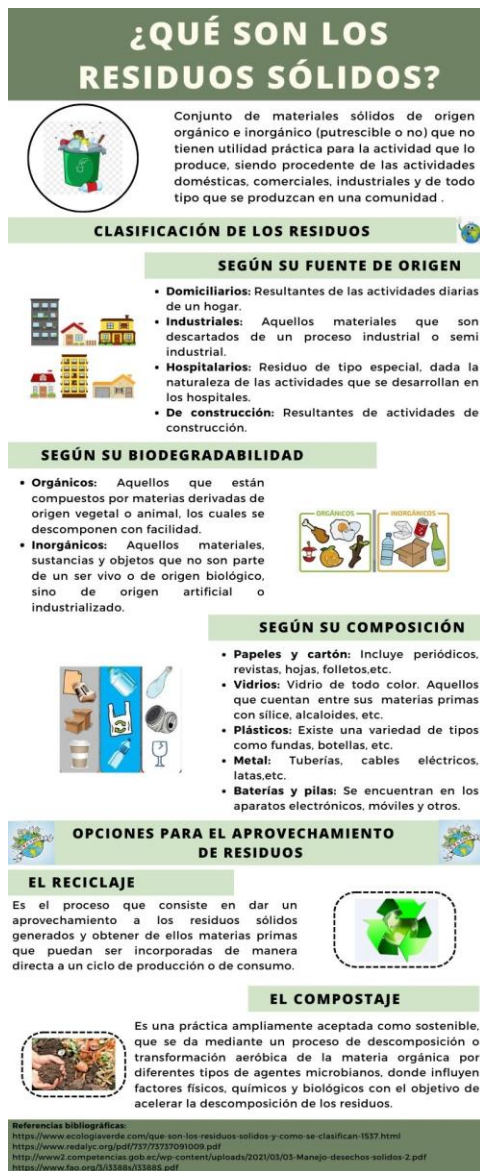 ¿QUÉ SON LOS
RESIDUOS SÓLIDOS?
Conjunto de materiales sólidos de origen
orgánico e inorgánico (putrescible o no) que no
tienen utilidad práctica para la actividad que lo
produce, siendo procedente de las actividades
domésticas, comerciales, industriales y de todo
tipo que se produzcan en una comunidad .
CLASIFICACIÓN DE LOS RESIDUOS
SEGÚN SU FUENTE DE ORIGEN
• Domiciliarios: Resultantes de las actividades diarias
de un hogar.
• Industriales: Aquellos materiales que son
descartados de un proceso industrial o semi
industrial.
• Hospitalarios: Residuo de tipo especial, dada la
naturaleza de las actividades que se desarrollan en
los hospitales.
• De construcción: Resultantes de actividades de
construcción.
SEGÚN SU BIODEGRADABILIDAD
• Orgánicos: Aquellos que están
compuestos por materias derivadas de
origen vegetal o animal, los cuales se
descomponen con facilidad.
• Inorgánicos: Aquellos materiales,
sustancias y objetos que no son parte
de un ser vivo o de origen biológico,
sino de origen artificial o
industrializado.
ORGÁNICOS INORGÁNICOS
SEGÚN SU COMPOSICIÓN
• Papeles y cartón: Incluye periódicos,
revistas, hojas, folletos,etc.
• Vidrios: Vidrio de todo color. Aquellos
que cuentan entre sus materias primas
con sílice, alcaloides, etc.
• Plásticos: Existe una variedad de tipos
como fundas, botellas, etc.
• Metal: Tuberías, cables eléctricos,
latas,etc.
• Baterías y pilas: Se encuentran en los
aparatos electrónicos, móviles y otros.
OPCIONES PARA EL APROVECHAMIENTO
DE RESIDUOS
EL RECICLAJE
Es el proceso que consiste en dar un
aprovechamiento a los residuos sólidos
generados y obtener de ellos materias primas
que puedan ser incorporadas de manera
directa a un ciclo de producción o de consumo.
EL COMPOSTAJE
Es una práctica ampliamente aceptada como sostenible,
que se da mediante un proceso de descomposición o
transformación aeróbica de la materia orgánica por
diferentes tipos de agentes microbianos, donde influyen
factores físicos, químicos y biológicos con el objetivo de
acelerar la descomposición de los residuos.
Referencias bibliográficas:
https://www.ecologiaverde.com/que-son-los-residuos-solidos-y-como-se-clasifican-1537.html
https://www.redalyc.org/pdf/737/73737091009.pdf
http://www2.competencias.gob.ec/wp-content/uploads/2021/03/03-Manejo-desechos-solidos-2.pdf
https://www.fao.org/3/i3388s/i3388S.pdf